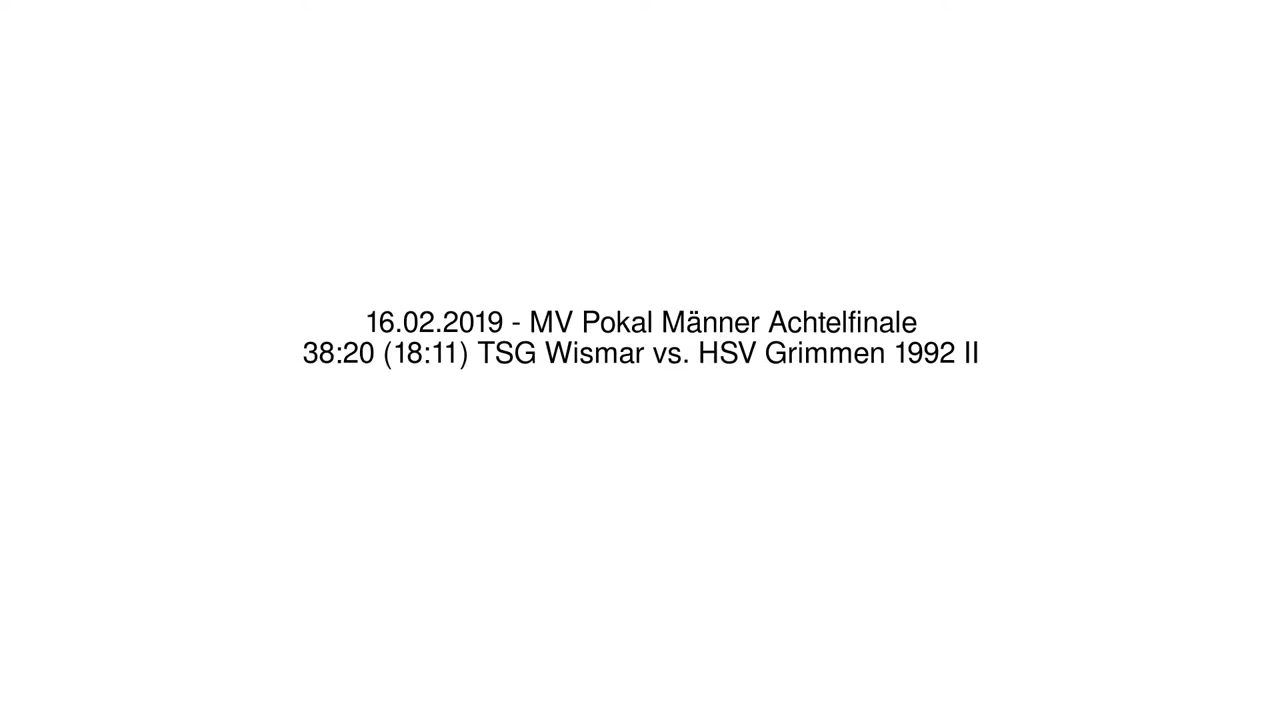 16.02.2019 - MV Pokal Männer Achtelfinale
38:20 (18:11) TSG Wismar vs. HSV Grimmen 1992 II